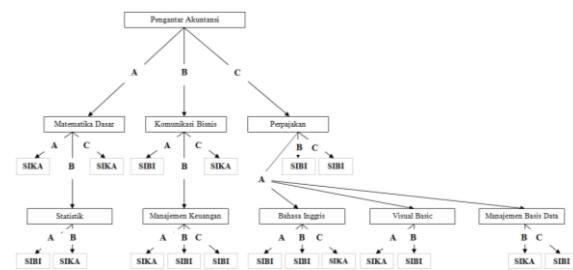 Pengantar Akuntansi
A B C
Matematika Dasar Komunikasi Bisnis Perpajakan
A C A C B C
SIKA B SIKA SIBI B SIKA SIBI SIBI
A
Statistik Manajemen Keuangan Bahasa Inggris Visual Basic Manajemen Basis Data
A B A B C A B C A B B C
SIBI SIKA SIKA SIBI SIBI SIBI SIBI SIKA SIKA SIBI SIKA SIBI